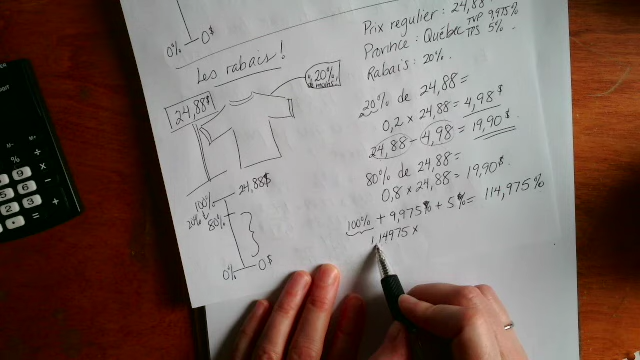 0% 0$
Les rabais!
24,88$
20%
de moins!
100% 24,88$
20%
80%
0% 0$
Prix regulier : 24,88
Province : Québec TVP 9,975%
TPS 5%
Rabais : 20%
20% de 24,88 =
0,2 x 24,88 = 4,98 $
24,88 - 4,98 = 19,90 $
80% de 24,88 =
0,8 x 24,88 = 19,90$
100% + 9,975% + 5% = 114,975%
1,14975 x